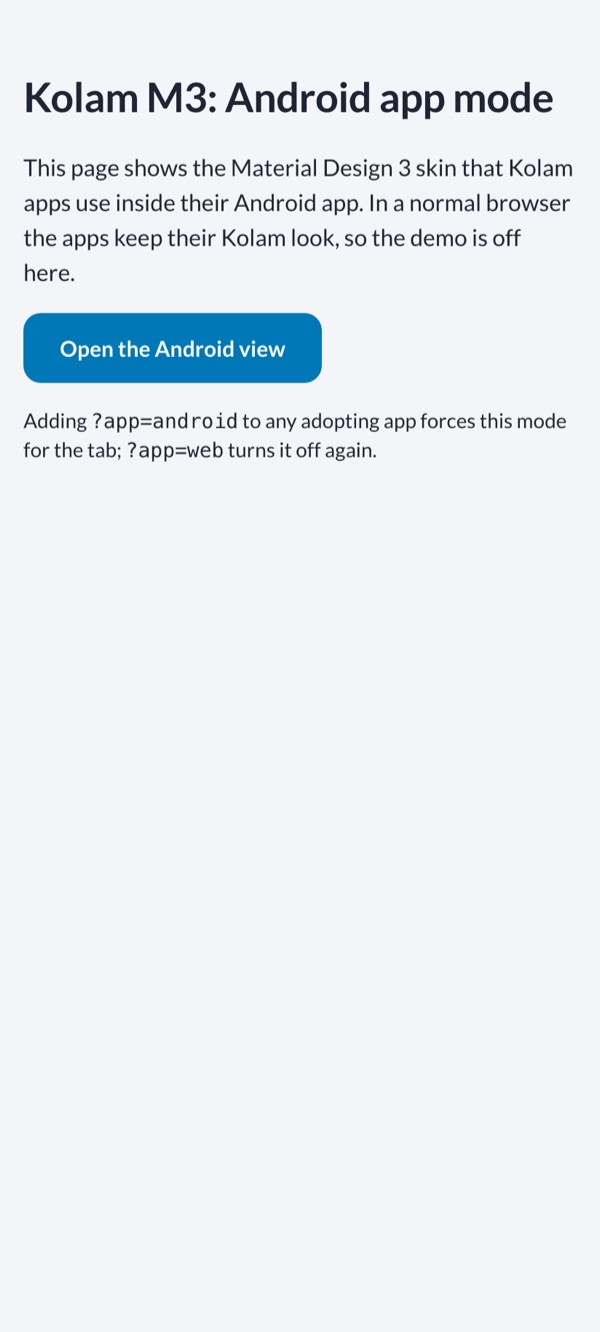 Kolam M3: Android app mode
This page shows the Material Design 3 skin that Kolam
apps use inside their Android app. In a normal browser
the apps keep their Kolam look, so the demo is off
here.
Open the Android view
Adding ?app=android to any adopting app forces this mode
for the tab; ?app=web turns it off again.